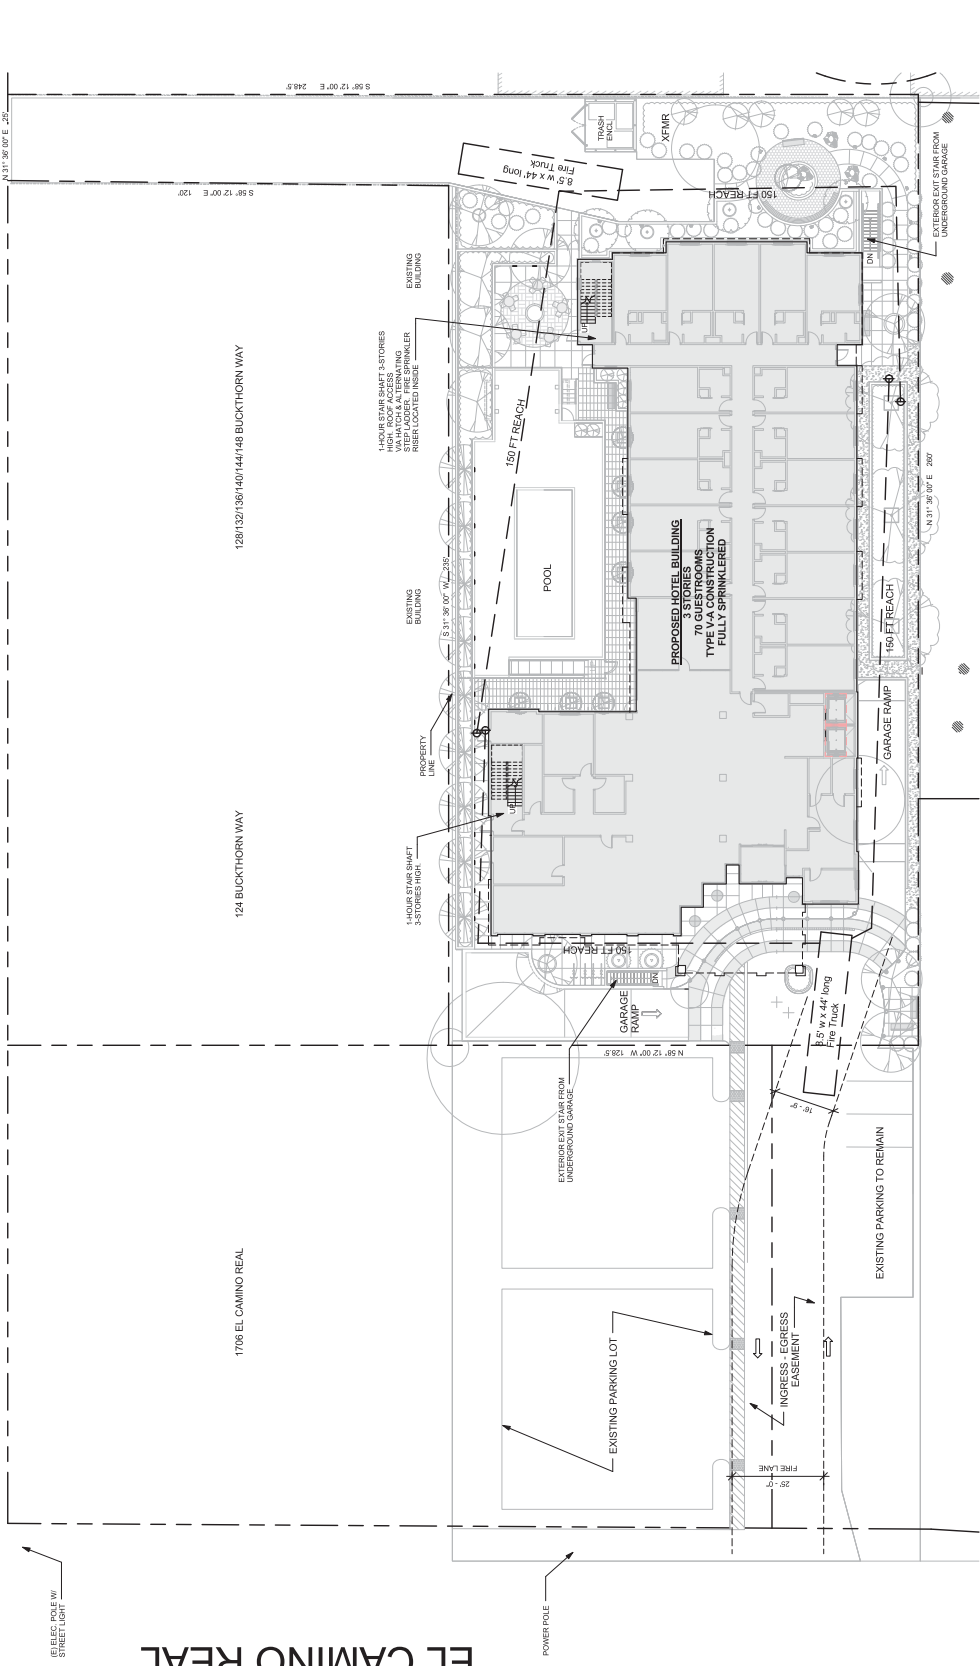 S 58° 12' 00" E 248.5'
N 31° 36' 00" E 25'
S 58° 12' 00" E 120'
TRASH
ENCL
XFMR
8.5' w x 44' long
Fire Truck
150 FT REACH
EXTERIOR EXIT STAIR FROM
UNDERGROUND GARAGE
DN
UP
EXISTING
BUILDING
1-HOUR STAIR SHAFT 3-STORIES
HIGH. ROOF ACCESS
VIA HATCH & ALTERNATING
STEP LADDER. FIRE SPRINKLER
RISER LOCATED INSIDE
128/132/136/140/144/148 BUCKTHORN WAY
150 FT REACH
N 31° 36' 00" E 260'
POOL
PROPOSED HOTEL BUILDING
3 STORIES
70 GUESTROOMS
TYPE V-A CONSTRUCTION
FULLY SPRINKLERED
EXISTING
BUILDING
S 31° 36' 00" W 235'
150 FT REACH
PROPERTY
LINE
GARAGE RAMP
UP
124 BUCKTHORN WAY
1-HOUR STAIR SHAFT
3-STORIES HIGH.
150 FT REACH
DN
GARAGE
RAMP
8.5' w x 44' long
Fire Truck
N 58° 12' 00" W 128.5'
EXTERIOR EXIT STAIR FROM
UNDERGROUND GARAGE
16' - 9"
EXISTING PARKING TO REMAIN
1706 EL CAMINO REAL
EXISTING PARKING LOT
INGRESS - EGRESS
EASEMENT
FIRE LANE
25' - 0"
(E) ELEC. POLE W/
STREET LIGHT
POWER POLE
EL CAMINO REAL